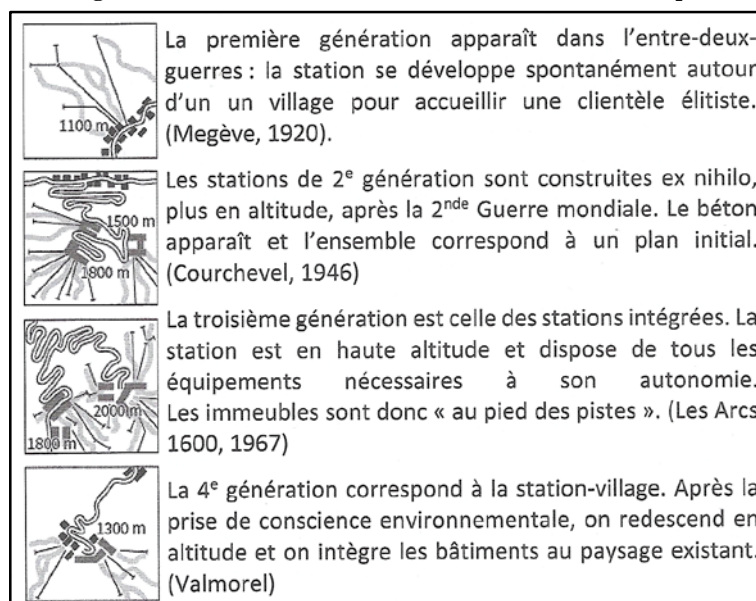 La première génération apparaît dans l'entre-deux-
guerres : la station se développe spontanément autour
d'un un village pour accueillir une clientèle élitiste.
(Megève, 1920).
1100 m
Les stations de 2e génération sont construites ex nihilo,
plus en altitude, après la 2nde Guerre mondiale. Le béton
apparaît et l'ensemble correspond à un plan initial.
(Courchevel, 1946)
1500 m
1800 m
La troisième génération est celle des stations intégrées. La
station est en haute altitude et dispose de tous les
équipements nécessaires à son autonomie.
Les immeubles sont donc « au pied des pistes ». (Les Arcs
1600, 1967)
2000 m
1800 m
La 4e génération correspond à la station-village. Après la
prise de conscience environnementale, on redescend en
altitude et on intègre les bâtiments au paysage existant.
(Valmorel)
1300 m